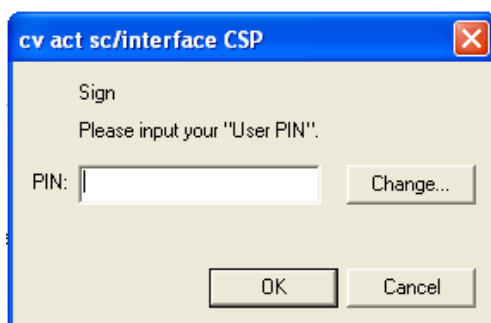 cv act sc/interface CSP
Sign
Please input your "User PIN".
PIN:
Change...
OK
Cancel